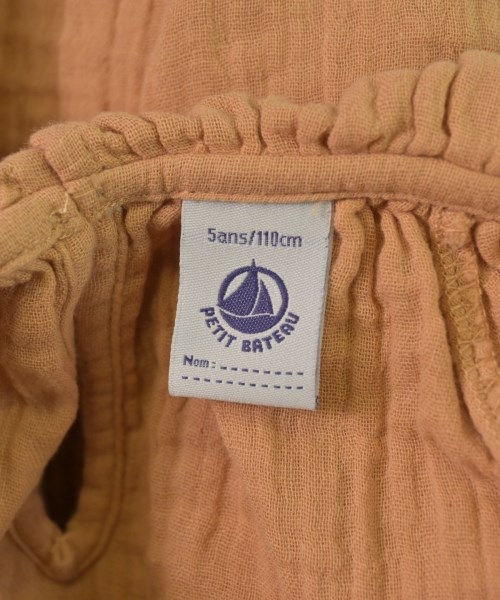 5ans/110cm
PETIT BATEAU
Nom: - - - - - - -
- - - - - - - - - - -